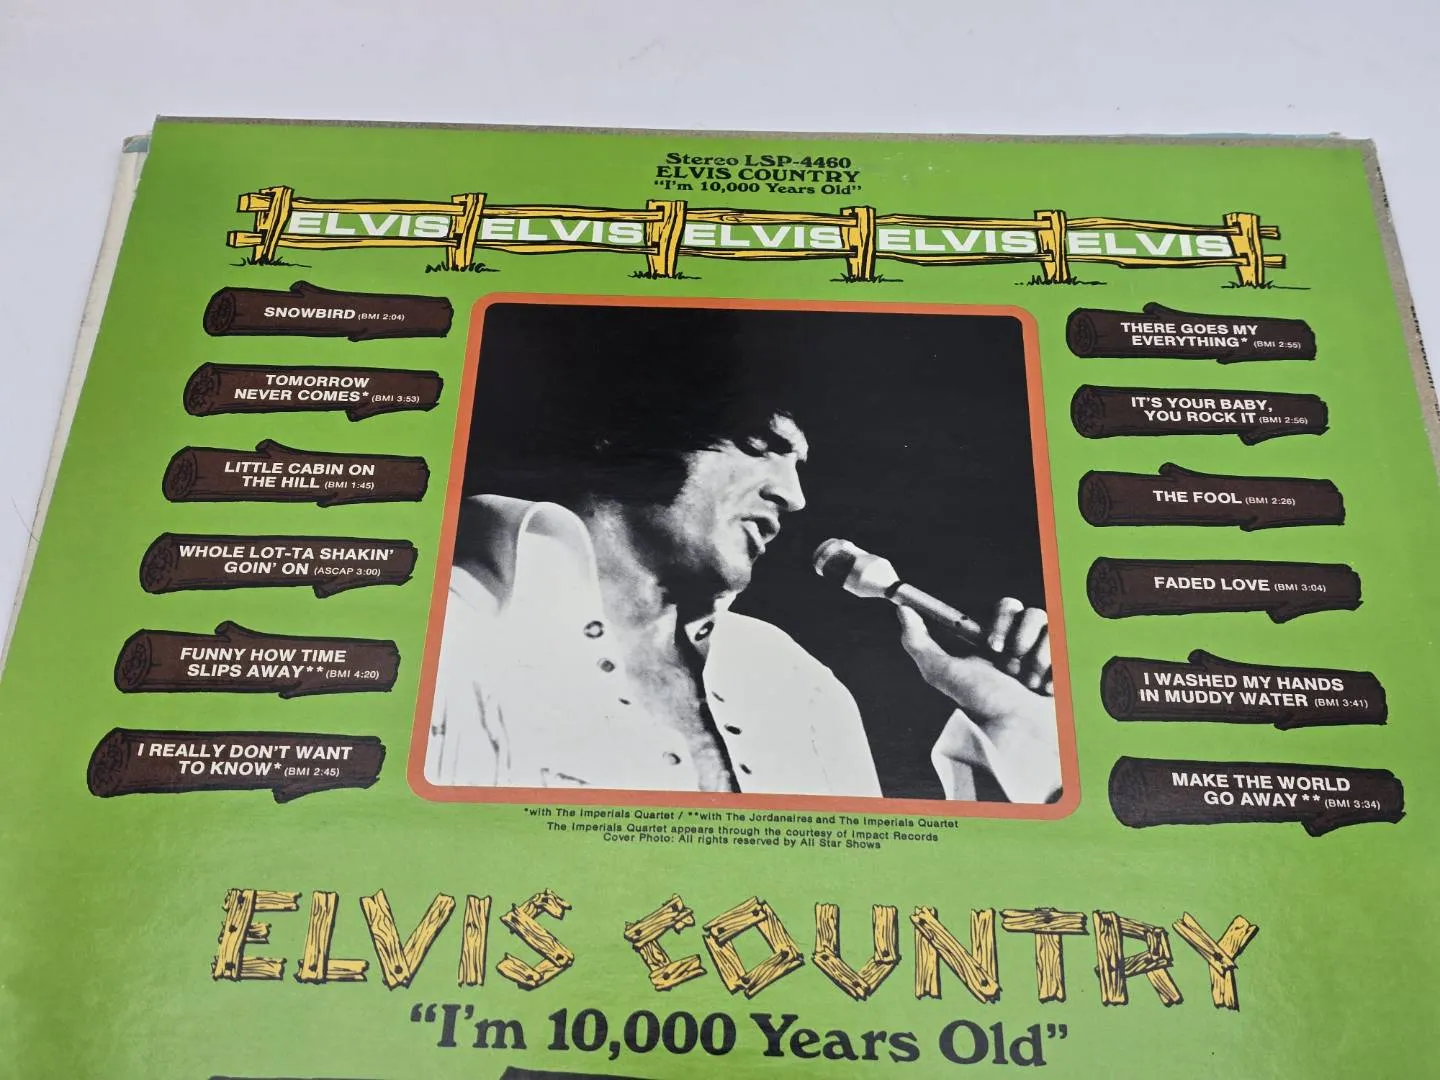 Stereo LSP-4460
ELVIS COUNTRY
"I'm 10,000 Years Old"
ELVIS ELVIS ELVIS ELVIS ELVIS
SNOWBIRD (BMI 2:04)
TOMORROW
NEVER COMES* (BMI 3:53)
LITTLE CABIN ON
THE HILL (BMI 1:45)
WHOLE LOT-TA SHAKIN'
GOIN' ON (ASCAP 3:00)
FUNNY HOW TIME
SLIPS AWAY** (BMI 4:20)
I REALLY DON'T WANT
TO KNOW* (BMI 2:45)
THERE GOES MY
EVERYTHING* (BMI 2:55)
IT'S YOUR BABY,
YOU ROCK IT (BMI 2:56)
THE FOOL (BMI 2:26)
FADED LOVE (BMI 3:04)
I WASHED MY HANDS
IN MUDDY WATER (BMI 3:41)
MAKE THE WORLD
GO AWAY** (BMI 3:34)
*with The Imperials Quartet / **with The Jordanaires and The Imperials Quartet
The Imperials Quartet appears through the courtesy of Impact Records
Cover Photo: All rights reserved by All Star Shows
ELVIS COUNTRY
"I'm 10,000 Years Old"